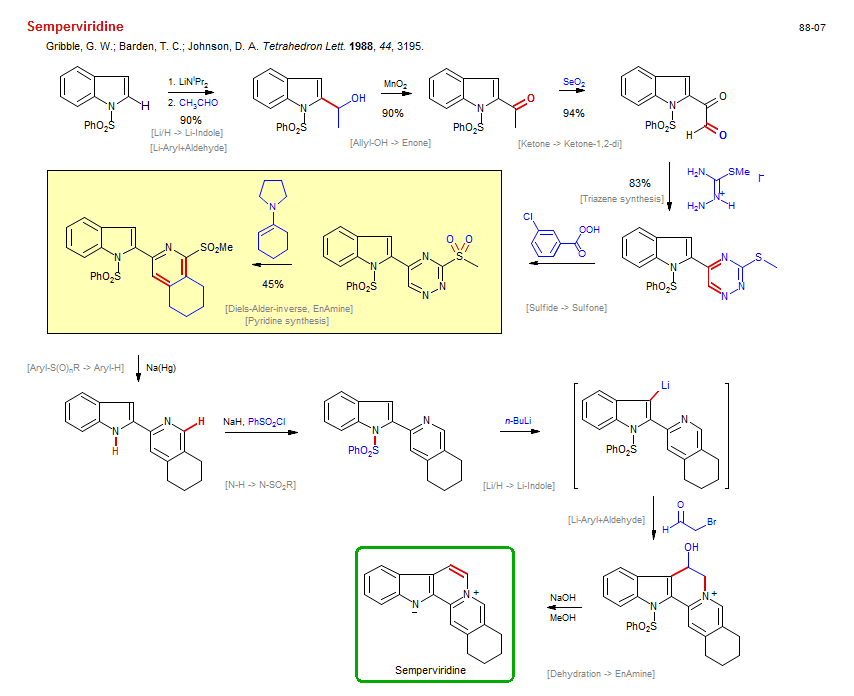 Semperviridine
88-07
Gribble, G. W.; Barden, T. C.; Johnson, D. A. Tetrahedron Lett. 1988, 44, 3195.
N
PhO₂S
H
1. LiNⁱPr₂
2. CH₃CHO
90%
[Li/H -> Li-Indole]
[Li-Aryl+Aldehyde]
OH
N
PhO₂S
MnO₂
90%
[Allyl-OH -> Enone]
O
N
PhO₂S
SeO₂
94%
[Ketone -> Ketone-1,2-di]
O
N
PhO₂S
H
O
83%
[Triazene synthesis]
H₂N
SMe
I⁻
H₂N
N
+
H
N
PhO₂S
N
S
N
N
Cl
OOH
O
[Sulfide -> Sulfone]
N
PhO₂S
O
O
S
N
N
N
N
45%
[Diels-Alder-inverse, EnAmine]
[Pyridine synthesis]
N
PhO₂S
N
SO₂Me
[Aryl-S(O)ₙR -> Aryl-H]
Na(Hg)
N
H
N
H
NaH, PhSO₂Cl
[N-H -> N-SO₂R]
N
PhO₂S
N
n-BuLi
[Li/H -> Li-Indole]
Li
N
PhO₂S
N
[Li-Aryl+Aldehyde]
O
H
Br
OH
N
PhO₂S
N
+
NaOH
MeOH
[Dehydration -> EnAmine]
N
–
N
+
Semperviridine